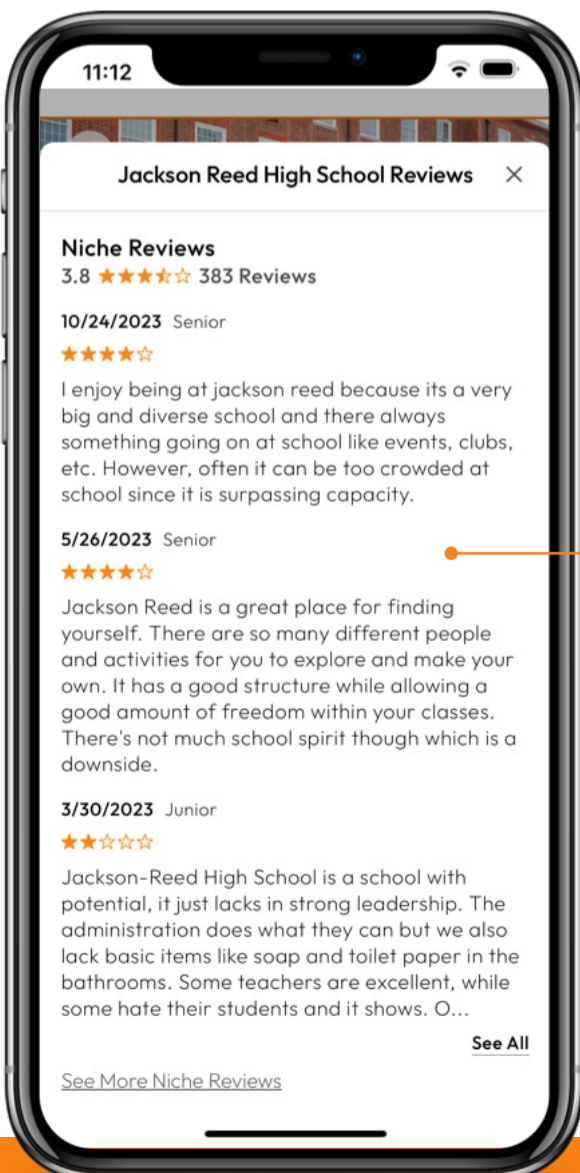 11:12
Jackson Reed High School Reviews
Niche Reviews
3.8 383 Reviews
10/24/2023 Senior
I enjoy being at jackson reed because its a very
big and diverse school and there always
something going on at school like events, clubs,
etc. However, often it can be too crowded at
school since it is surpassing capacity.
5/26/2023 Senior
Jackson Reed is a great place for finding
yourself. There are so many different people
and activities for you to explore and make your
own. It has a good structure while allowing a
good amount of freedom within your classes.
There's not much school spirit though which is a
downside.
3/30/2023 Junior
Jackson-Reed High School is a school with
potential, it just lacks in strong leadership. The
administration does what they can but we also
lack basic items like soap and toilet paper in the
bathrooms. Some teachers are excellent, while
some hate their students and it shows. O...
See All
See More Niche Reviews